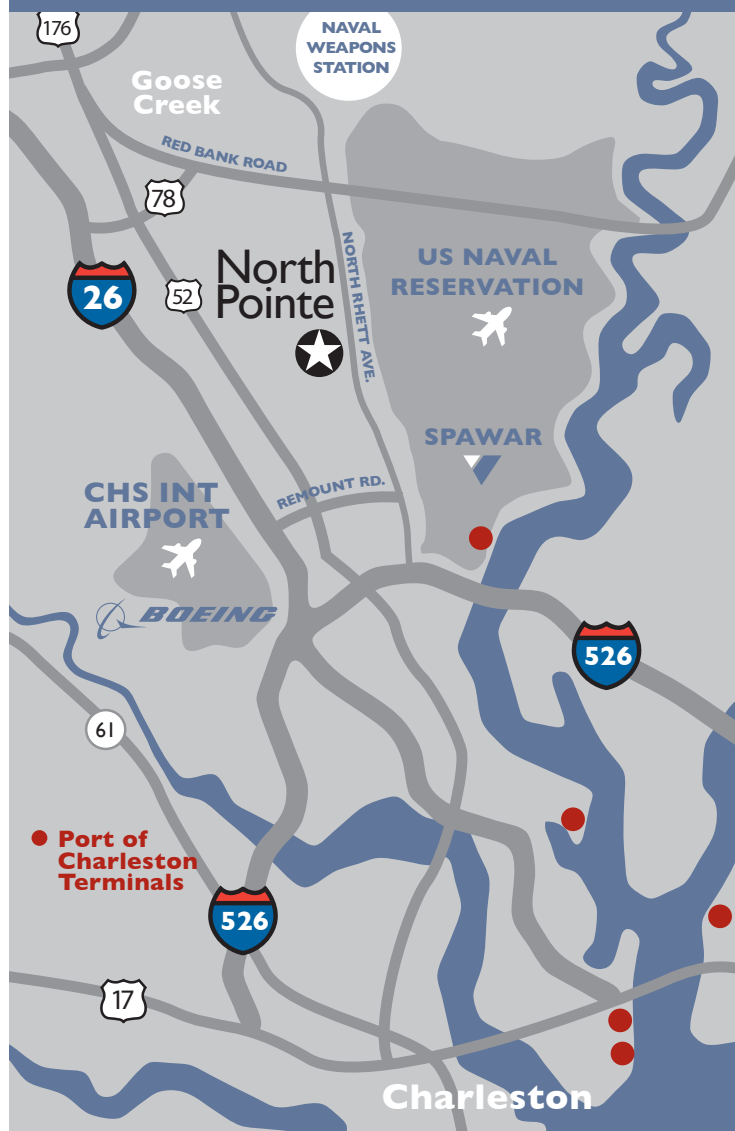 176
NAVAL
WEAPONS
STATION
Goose
Creek
RED BANK ROAD
78
NORTH RHETT AVE.
US NAVAL
RESERVATION
26
52
North
Pointe
SPAWAR
CHS INT
AIRPORT
REMOUNT RD.
BOEING
526
61
Port of
Charleston
Terminals
526
17
Charleston